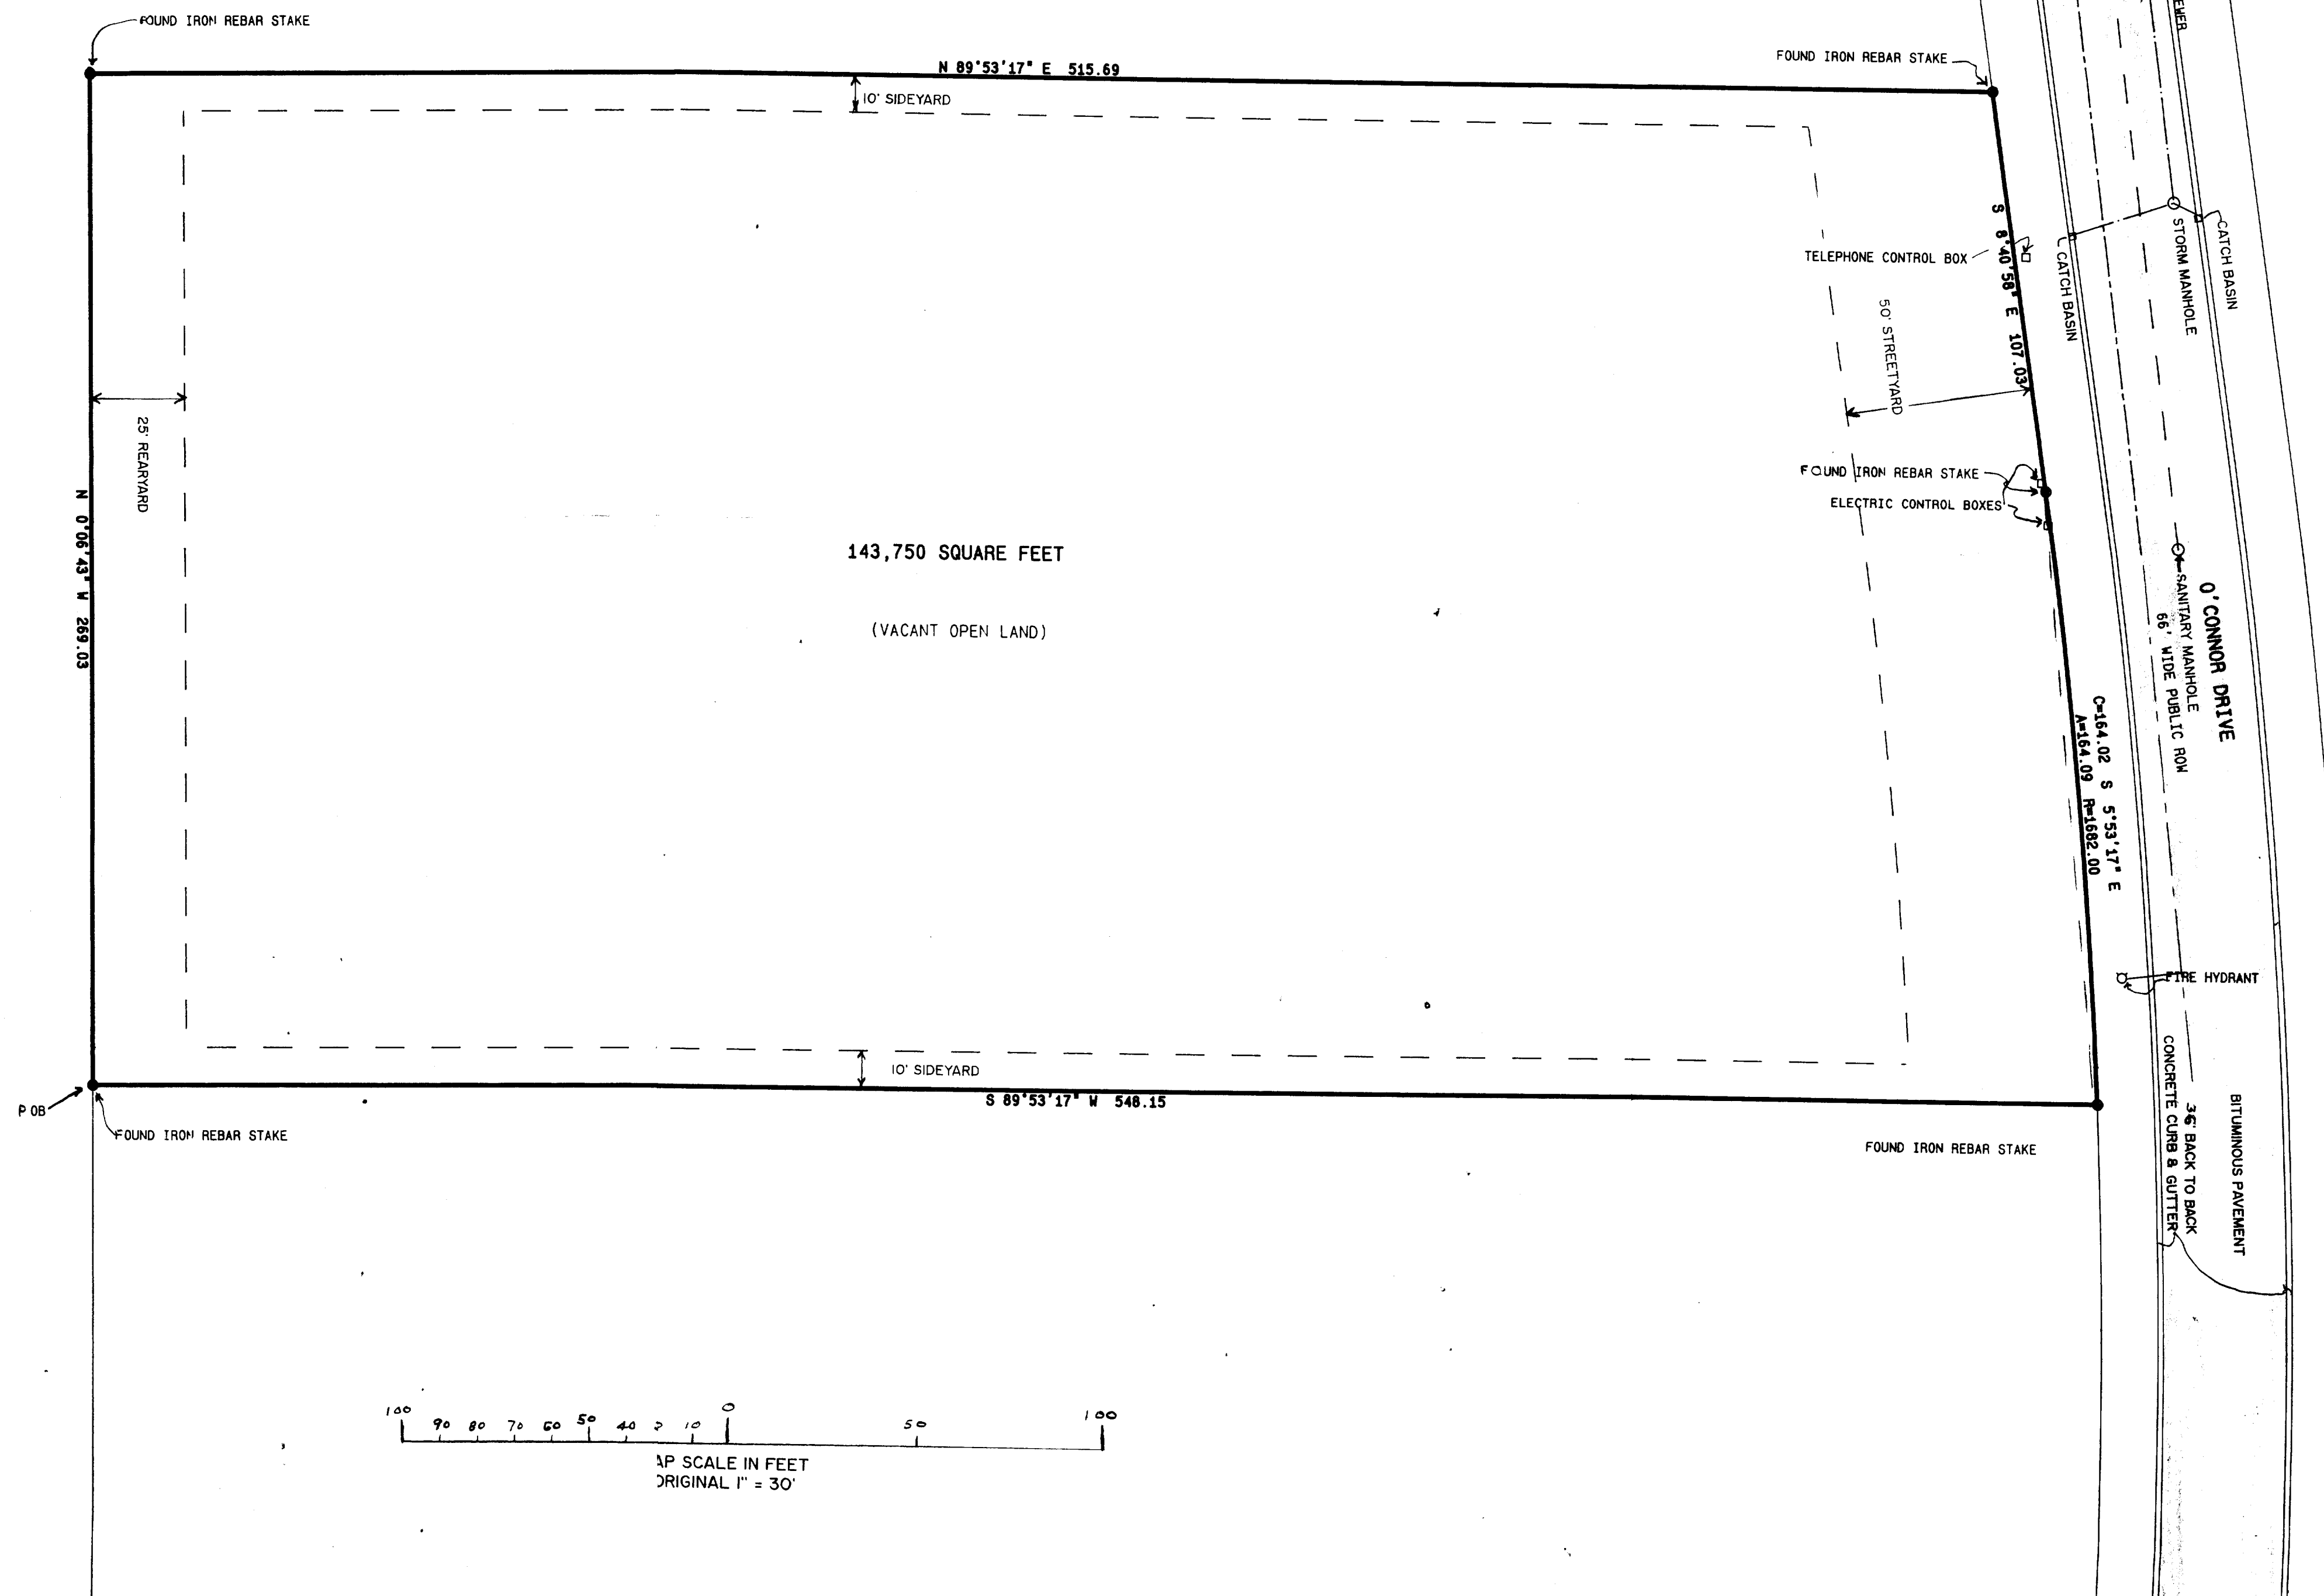 FOUND IRON REBAR STAKE
N 89°53'17" E 515.69
FOUND IRON REBAR STAKE
10' SIDEYARD
S 8°40'58" E 107.03
TELEPHONE CONTROL BOX
CATCH BASIN
STORM MANHOLE
CATCH BASIN
50' STREETYARD
25' REARYARD
N 0°06'43" W 269.03
FOUND IRON REBAR STAKE
ELECTRIC CONTROL BOXES
143,750 SQUARE FEET
(VACANT OPEN LAND)
O'CONNOR DRIVE
SANITARY MANHOLE
66' WIDE PUBLIC ROW
C=164.02 S 5°53'17" E
A=164.09 R=1682.00
FIRE HYDRANT
10' SIDEYARD
S 89°53'17" W 548.15
POB
FOUND IRON REBAR STAKE
FOUND IRON REBAR STAKE
BITUMINOUS PAVEMENT
36' BACK TO BACK
CONCRETE CURB & GUTTER
100 90 80 70 60 50 40 10 0 50 100
AP SCALE IN FEET
ORIGINAL 1" = 30'